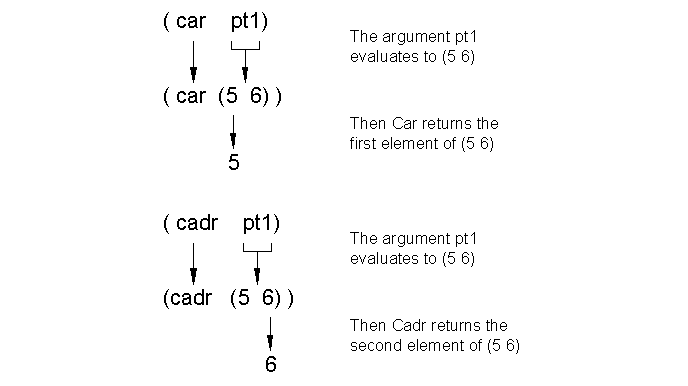 ( car pt1)
The argument pt1
evaluates to (5 6)
( car (5 6) )
Then Car returns the
first element of (5 6)
5
( cadr pt1)
The argument pt1
evaluates to (5 6)
(cadr (5 6) )
Then Cadr returns the
second element of (5 6)
6